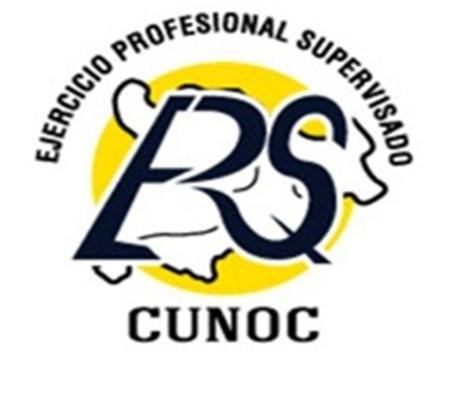 EJERCICIO PROFESIONAL SUPERVISADO
EPS
CUNOC